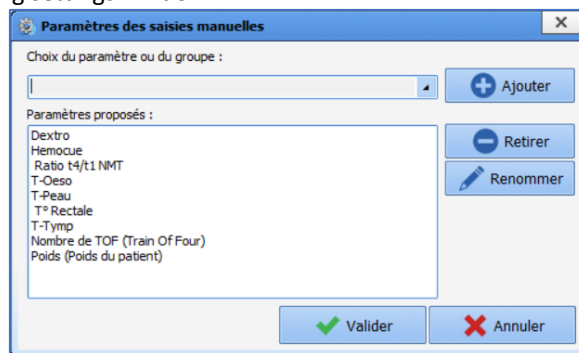 Paramètres des saisies manuelles
Choix du paramètre ou du groupe :
Ajouter
Paramètres proposés :
Dextro
Hemocue
Ratio t4/t1 NMT
T-Oeso
T-Peau
T° Rectale
T-Tymp
Nombre de TOF (Train Of Four)
Poids (Poids du patient)
Retirer
Renommer
Valider
Annuler